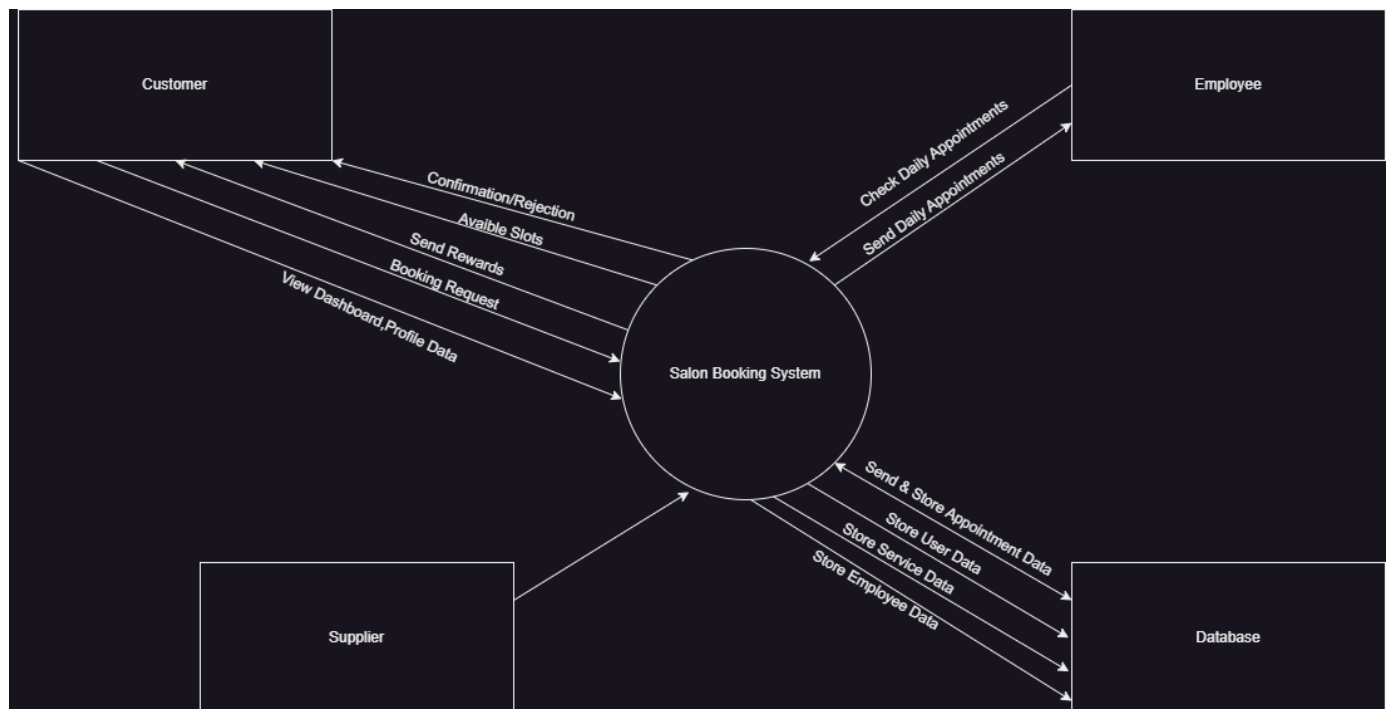 Customer
Employee
Check Daily Appointments
Send Daily Appointments
Confirmation/Rejection
Avaible Slots
Send Rewards
Booking Request
View Dashboard,Profile Data
Salon Booking System
Send & Store Appointment Data
Store User Data
Store Service Data
Store Employee Data
Supplier
Database